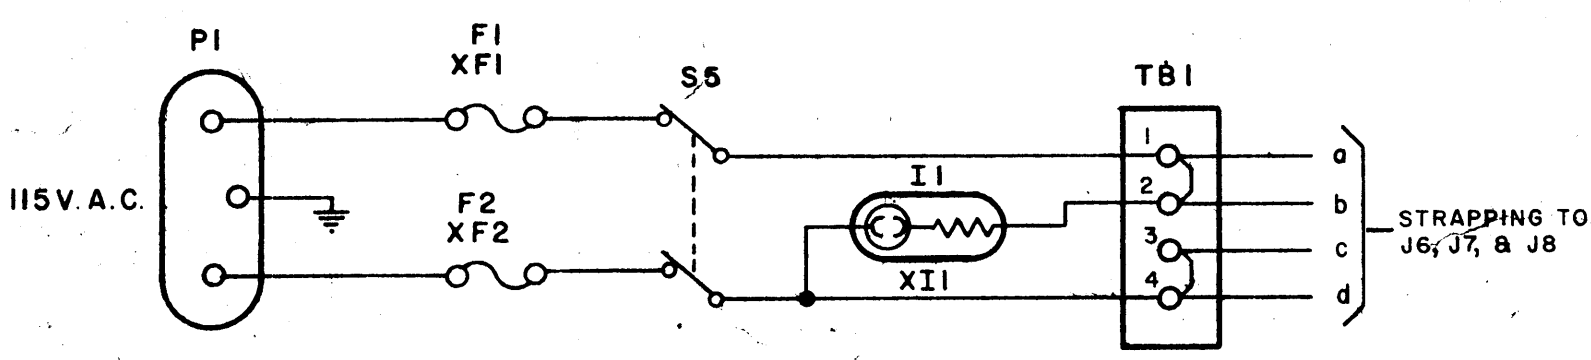 P1
F1
XF1
S5
TB1
115 V. A. C.
F2
XF2
I1
XI1
1
2
3
4
a
b
c
d
STRAPPING TO
J6, J7, & J8